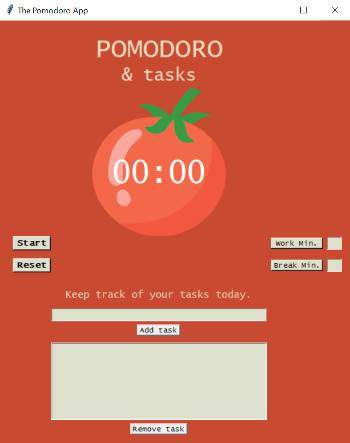 The Pomodoro App
POMODORO
& tasks
00:00
Start
Work Min.
Reset
Break Min.
Keep track of your tasks today.
Add task
Remove task